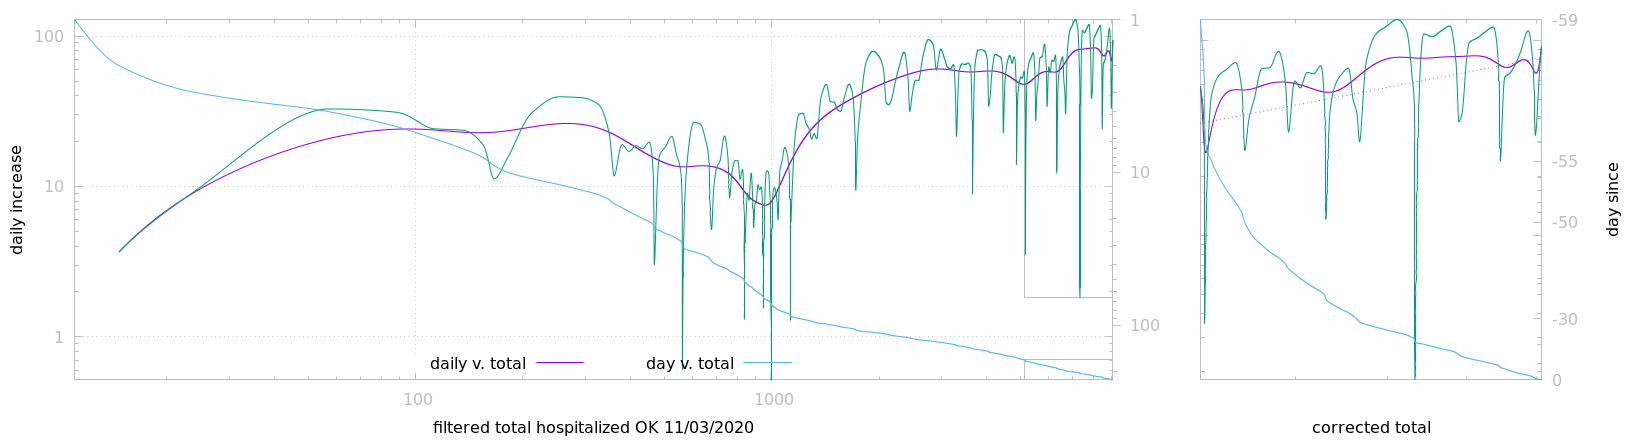 100
10
1
daily increase
daily v. total
day v. total
100
1000
filtered total hospitalized OK 11/03/2020
1
10
100
-59
-55
-50
-30
0
day since
corrected total